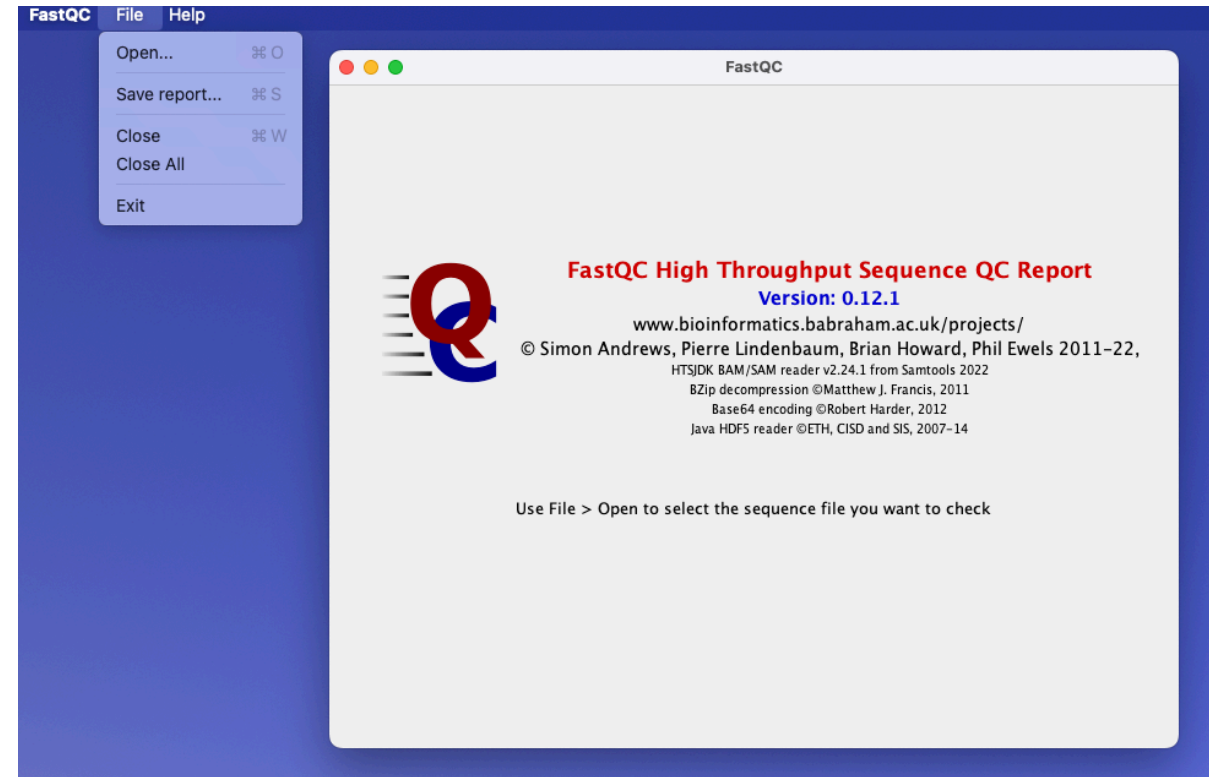 FastQC File Help
Open... ⌘ O
Save report... ⌘ S
Close ⌘ W
Close All
Exit
FastQC
QC
FastQC High Throughput Sequence QC Report
Version: 0.12.1
www.bioinformatics.babraham.ac.uk/projects/
© Simon Andrews, Pierre Lindenbaum, Brian Howard, Phil Ewels 2011-22,
HTSJDK BAM/SAM reader v2.24.1 from Samtools 2022
BZip decompression ©Matthew J. Francis, 2011
Base64 encoding ©Robert Harder, 2012
Java HDF5 reader ©ETH, CISD and SIS, 2007-14
Use File > Open to select the sequence file you want to check